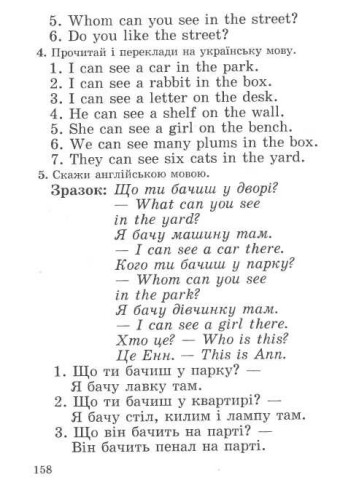 5. Whom can you see in the street?
6. Do you like the street?
4. Прочитай і переклади на українську мову.
1. I can see a car in the park.
2. I can see a rabbit in the box.
3. I can see a letter on the desk.
4. He can see a shelf on the wall.
5. She can see a girl on the bench.
6. We can see many plums in the box.
7. They can see six cats in the yard.
5. Скажи англійською мовою.
Зразок: Що ти бачиш у дворі?
— What can you see
in the yard?
Я бачу машину там.
— I can see a car there.
Кого ти бачиш у парку?
— Whom can you see
in the park?
Я бачу дівчинку там.
— I can see a girl there.
Хто це? — Who is this?
Це Енн. — This is Ann.
1. Що ти бачиш у парку? —
Я бачу лавку там.
2. Що ти бачиш у квартирі? —
Я бачу стіл, килим і лампу там.
3. Що він бачить на парті? —
Він бачить пенал на парті.
158